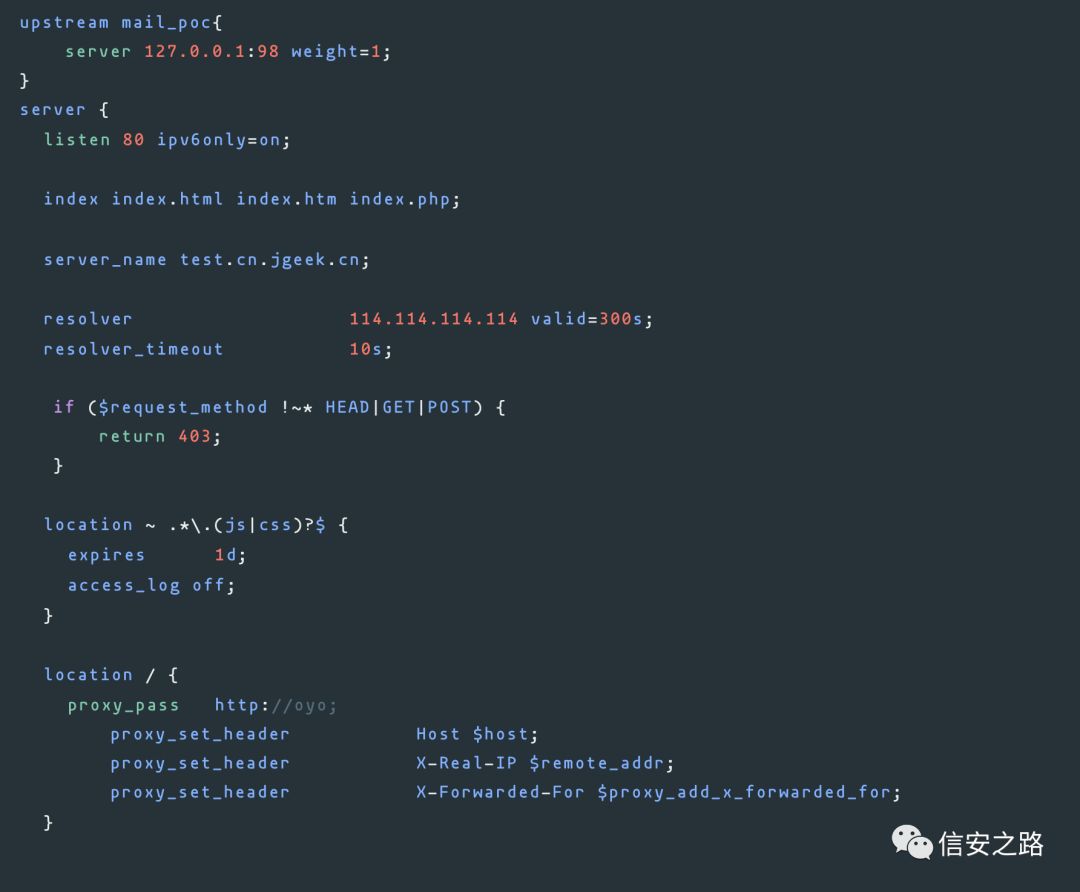 upstream mail_poc{
server 127.0.0.1:98 weight=1;
}
server {
listen 80 ipv6only=on;
index index.html index.htm index.php;
server_name test.cn.jgeek.cn;
resolver 114.114.114.114 valid=300s;
resolver_timeout 10s;
if ($request_method !~* HEAD|GET|POST) {
return 403;
}
location ~ .*\.(js|css)?$ {
expires 1d;
access_log off;
}
location / {
proxy_pass http://oyo;
proxy_set_header Host $host;
proxy_set_header X-Real-IP $remote_addr;
proxy_set_header X-Forwarded-For $proxy_add_x_forwarded_for;
}
信安之路